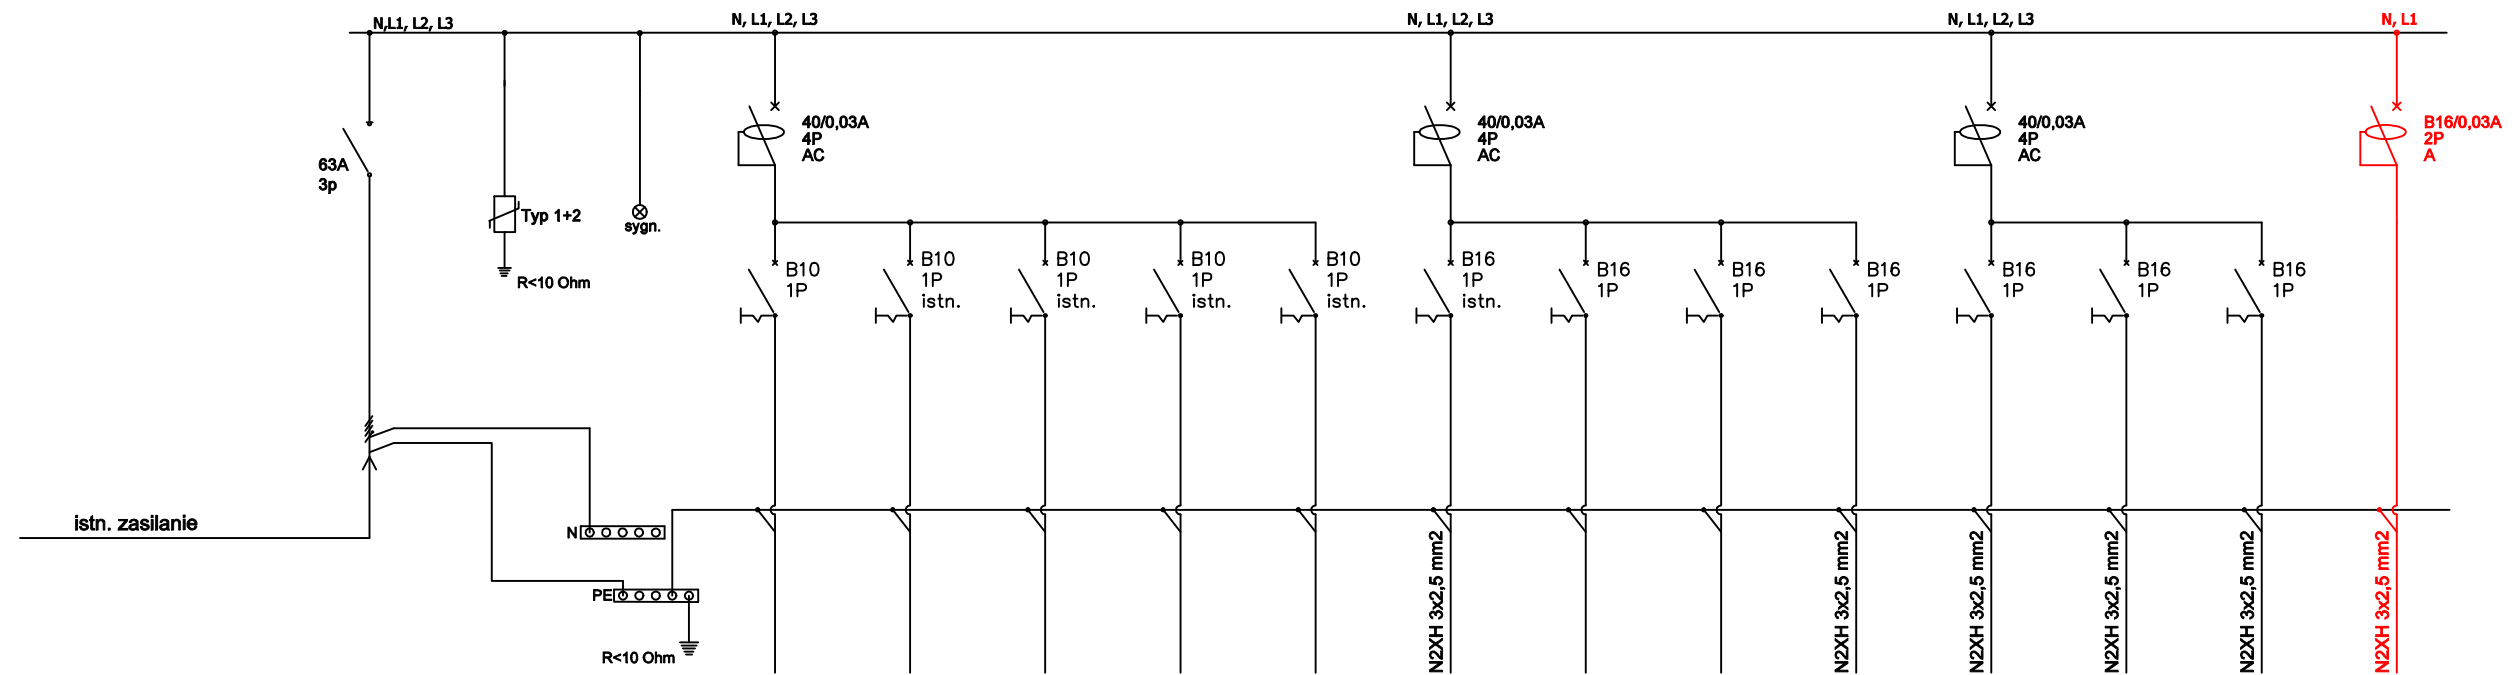 N,L1, L2, L3
N, L1, L2, L3
N, L1, L2, L3
N, L1, L2, L3
N, L1
63A
3p
Typ 1+2
R<10 Ohm
sygn.
40/0,03A
4P
AC
40/0,03A
4P
AC
40/0,03A
4P
AC
B16/0,03A
2P
A
B10
1P
B10
1P
istn.
B10
1P
istn.
B10
1P
istn.
B10
1P
istn.
B16
1P
istn.
B16
1P
B16
1P
B16
1P
B16
1P
B16
1P
B16
1P
istn. zasilanie
N
PE
R<10 Ohm
N2XH 3x2,5 mm2
N2XH 3x2,5 mm2
N2XH 3x2,5 mm2
N2XH 3x2,5 mm2
N2XH 3x2,5 mm2
N2XH 3x2,5 mm2